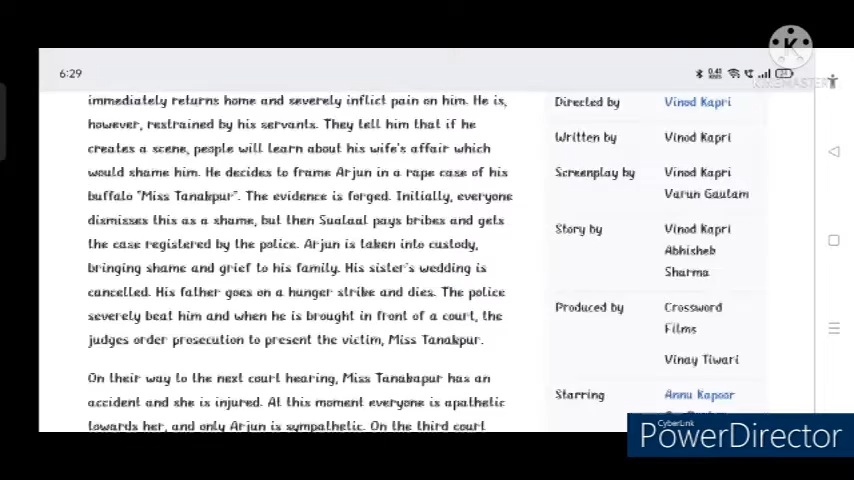 6:29
immediately returns home and severely inflict pain on him. He is,
however, restrained by his servants. They tell him that if he
creates a scene, people will learn about his wife's affair which
would shame him. He decides to frame Arjun in a rape case of his
buffalo "Miss Tanakpur". The evidence is forged. Initially, everyone
dismisses this as a shame, but then Sualaal pays bribes and gets
the case registered by the police. Arjun is taken into custody,
bringing shame and grief to his family. His sister's wedding is
cancelled. His father goes on a hunger strike and dies. The police
severely beat him and when he is brought in front of a court, the
judges order prosecution to present the victim, Miss Tanakpur.
On their way to the next court hearing, Miss Tanakapur has an
accident and she is injured. At this moment everyone is apathetic
towards her, and only Arjun is sympathetic. On the third court
Directed by Vinod Kapri
Written by Vinod Kapri
Screenplay by Vinod Kapri
Varun Gautam
Story by Vinod Kapri
Abhisheb
Sharma
Produced by Crossword
Films
Vinay Tiwari
Starring Annu Kapoor
K
KINEMASTER
CyberLink
PowerDirector